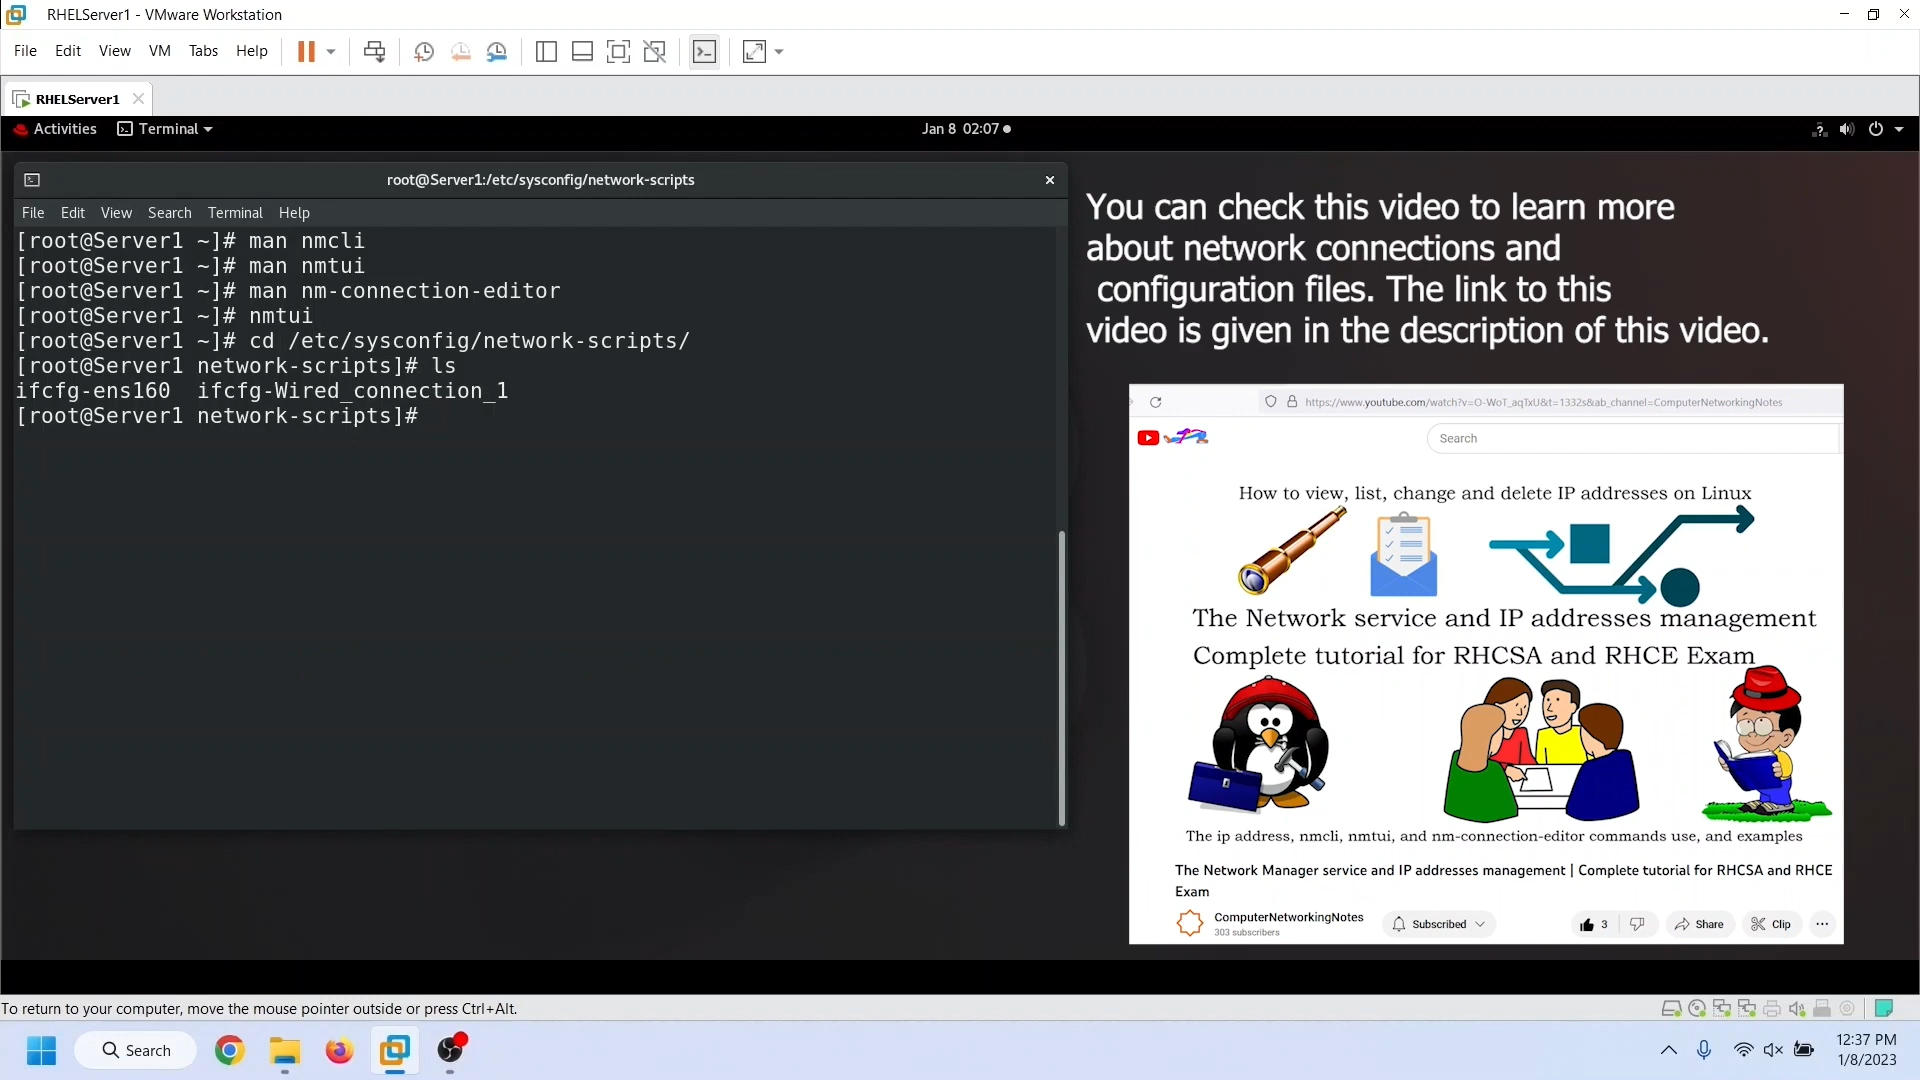 RHELServer1 - VMware Workstation
File Edit View VM Tabs Help
RHELServer1
Activities Terminal Jan 8 02:07
root@Server1:/etc/sysconfig/network-scripts
File Edit View Search Terminal Help
[root@Server1 ~]# man nmcli
[root@Server1 ~]# man nmtui
[root@Server1 ~]# man nm-connection-editor
[root@Server1 ~]# nmtui
[root@Server1 ~]# cd /etc/sysconfig/network-scripts/
[root@Server1 network-scripts]# ls
ifcfg-ens160  ifcfg-Wired_connection_1
[root@Server1 network-scripts]#
You can check this video to learn more
about network connections and
configuration files. The link to this
video is given in the description of this video.
https://www.youtube.com/watch?v=O-WoT_aqTxU&t=1332s&ab_channel=ComputerNetworkingNotes
Search
How to view, list, change and delete IP addresses on Linux
The Network service and IP addresses management
Complete tutorial for RHCSA and RHCE Exam
The ip address, nmcli, nmtui, and nm-connection-editor commands use, and examples
The Network Manager service and IP addresses management | Complete tutorial for RHCSA and RHCE
Exam
ComputerNetworkingNotes
303 subscribers
Subscribed
3
Share
Clip
To return to your computer, move the mouse pointer outside or press Ctrl+Alt.
Search
12:37 PM
1/8/2023